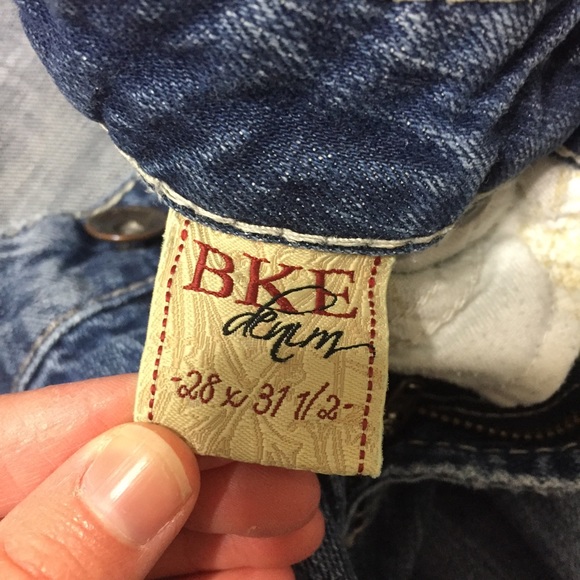 BKE
denim
-28 x 31 1/2-